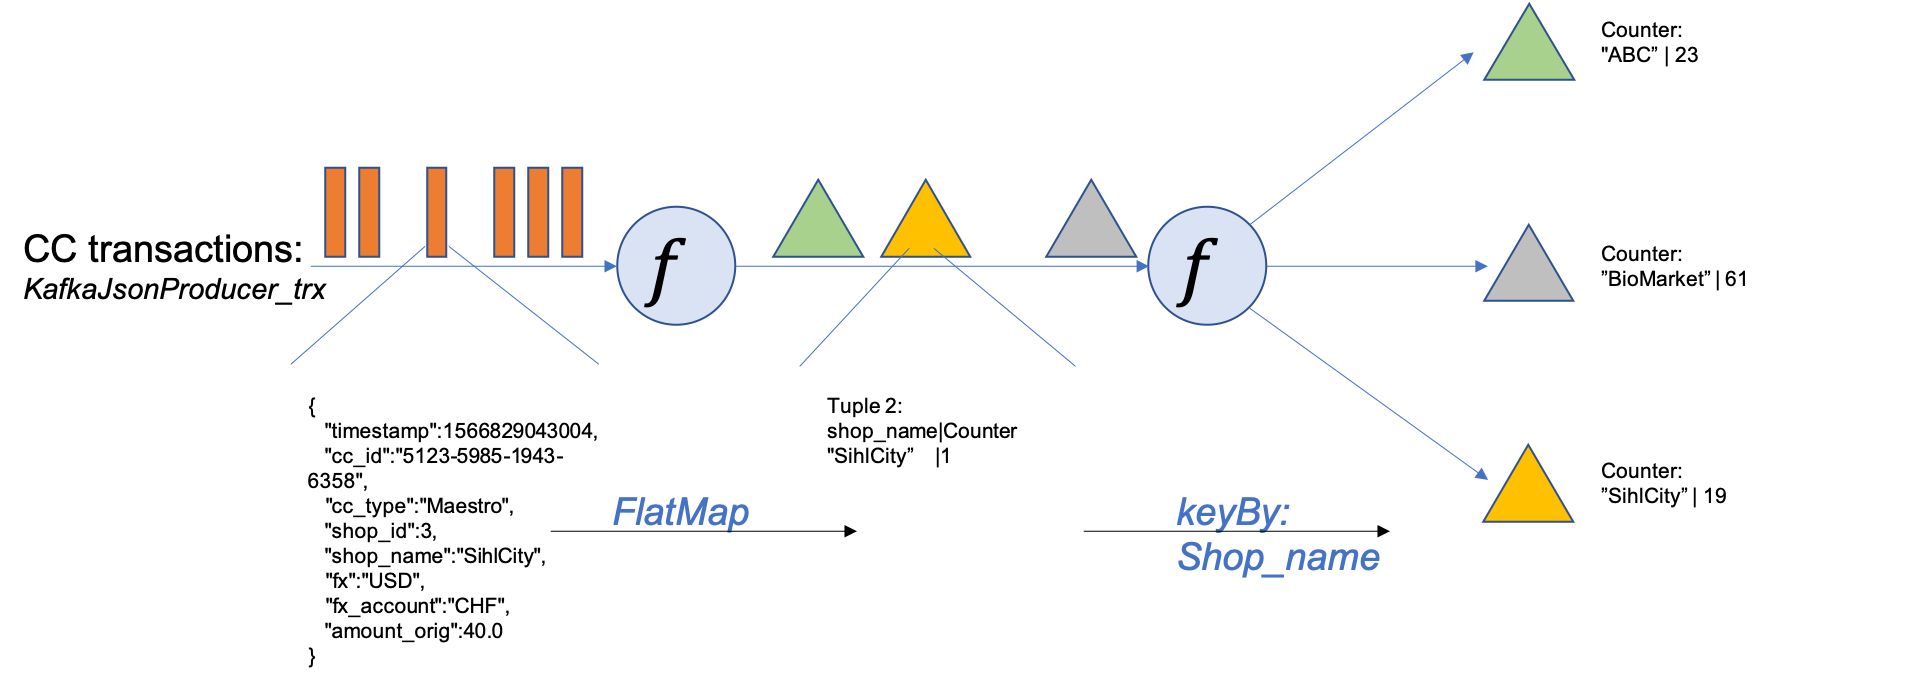 CC transactions:
KafkaJsonProducer_trx
f
f
{
"timestamp":1566829043004,
"cc_id":"5123-5985-1943-
6358",
"cc_type":"Maestro",
"shop_id":3,
"shop_name":"SihlCity",
"fx":"USD",
"fx_account":"CHF",
"amount_orig":40.0
}
FlatMap
Tuple 2:
shop_name|Counter
"SihlCity” |1
keyBy:
Shop_name
Counter:
"ABC” | 23
Counter:
”BioMarket” | 61
Counter:
”SihlCity” | 19